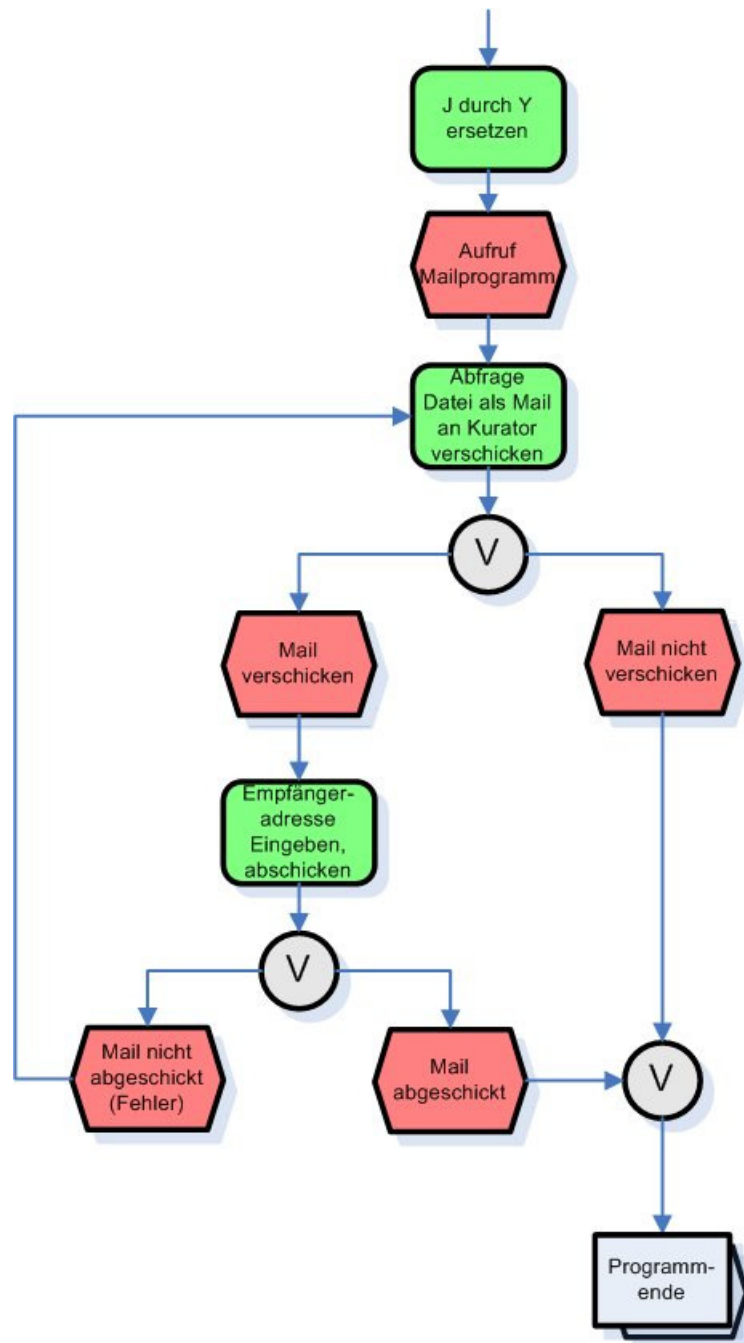 J durch Y
ersetzen
Aufruf
Mailprogramm
Abfrage
Datei als Mail
an Kurator
verschicken
V
Mail
verschicken
Mail nicht
verschicken
Empfänger-
adresse
Eingeben,
abschicken
V
Mail nicht
abgeschickt
(Fehler)
Mail
abgeschickt
V
Programm-
ende